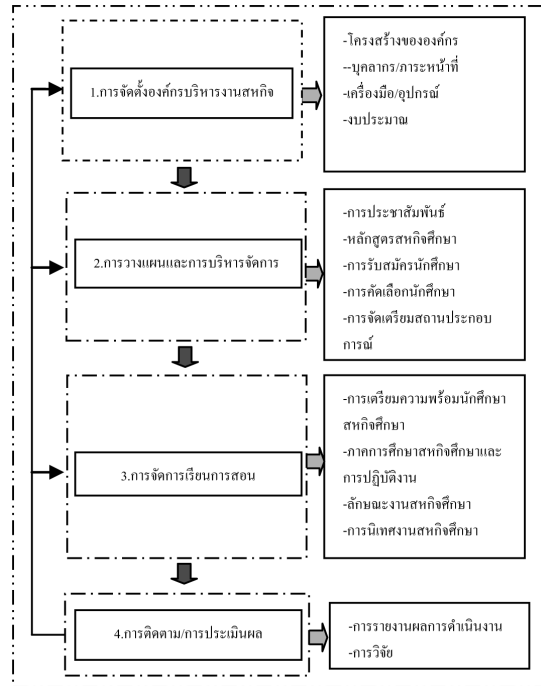 1.การจัดตั้งองค์กรบริหารงานสหกิจ
-โครงสร้างขององค์กร
--บุคลากร/ภาระหน้าที่
-เครื่องมือ/อุปกรณ์
-งบประมาณ
2.การวางแผนและการบริหารจัดการ
-การประชาสัมพันธ์
-หลักสูตรสหกิจศึกษา
-การรับสมัครนักศึกษา
-การคัดเลือกนักศึกษา
-การจัดเตรียมสถานประกอบ
การณ์
3.การจัดการเรียนการสอน
-การเตรียมความพร้อมนักศึกษา
สหกิจศึกษา
-ภาคการศึกษาสหกิจศึกษาและ
การปฏิบัติงาน
-ลักษณะงานสหกิจศึกษา
-การนิเทศงานสหกิจศึกษา
4.การติดตาม/การประเมินผล
-การรายงานผลการดำเนินงาน
-การวิจัย